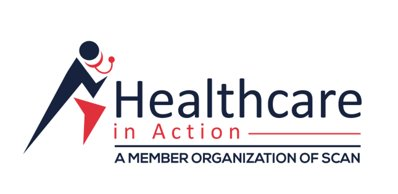 Healthcare
in Action
A MEMBER ORGANIZATION OF SCAN